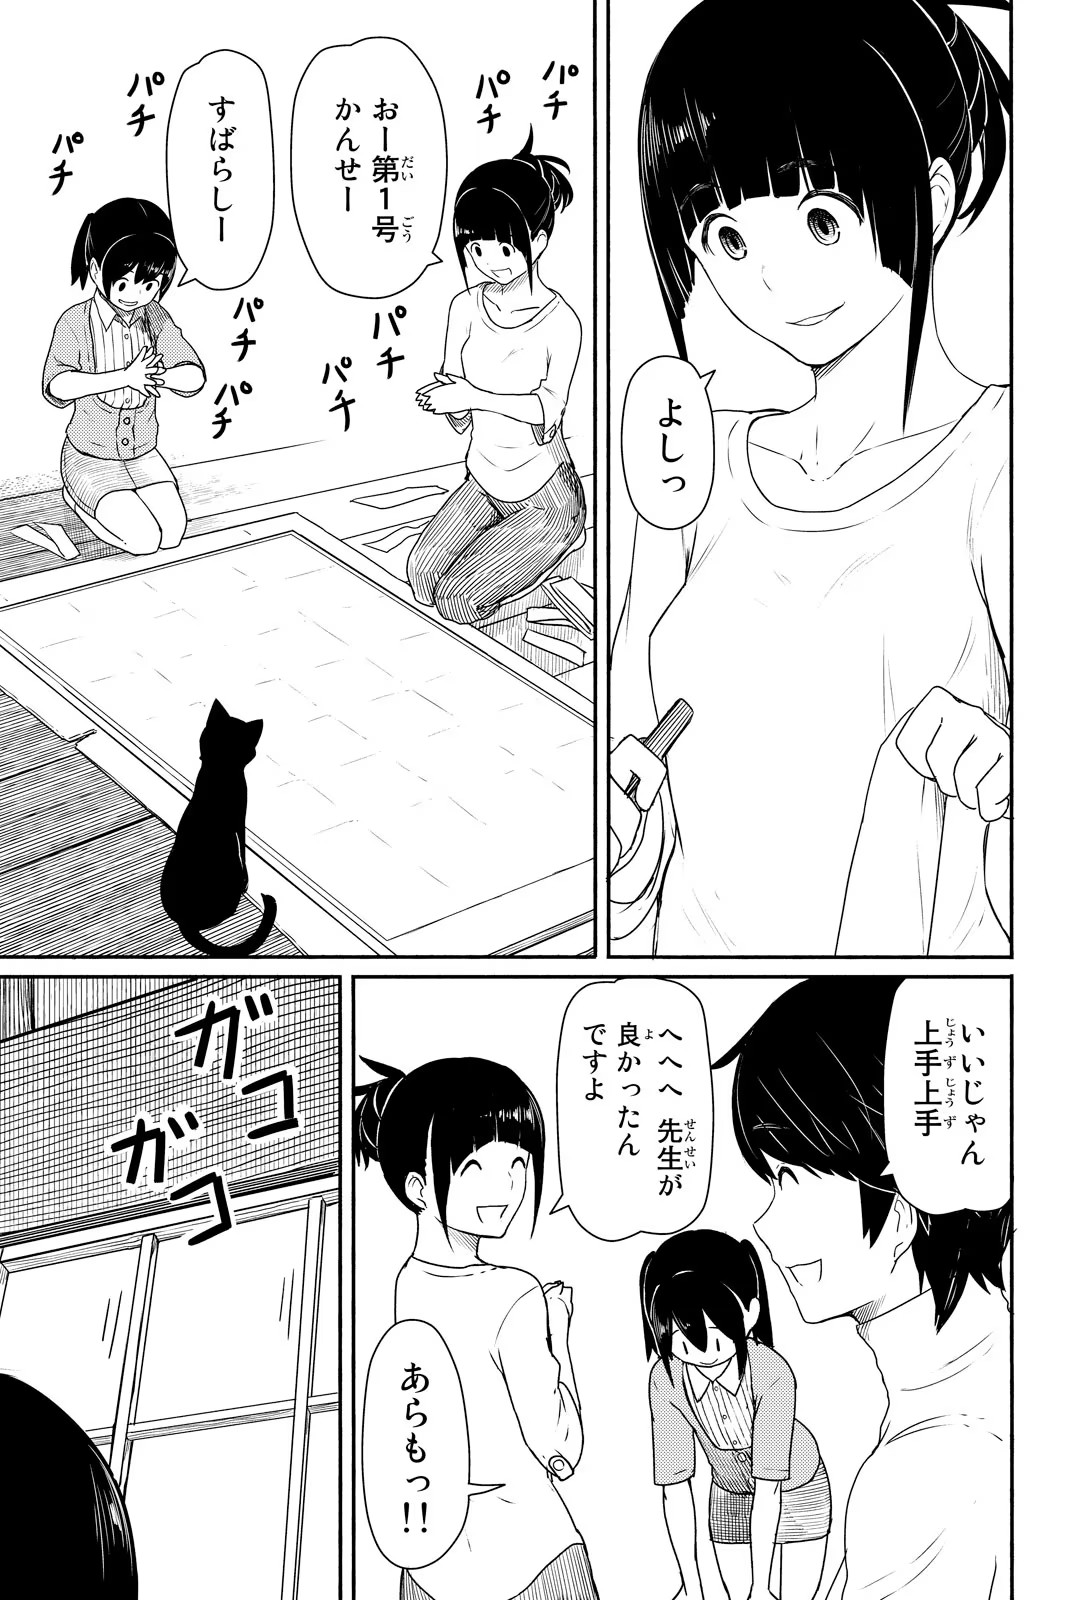 よしっ
おー第1号
かんせー
すばらしー
パチ
パチ
パチ
パチ
パチ
パチ
パチ
パチ
いいじゃん
上手上手
へへへ 先生が
良かったん
ですよ
あらもっ!!
ガコ
ガコ